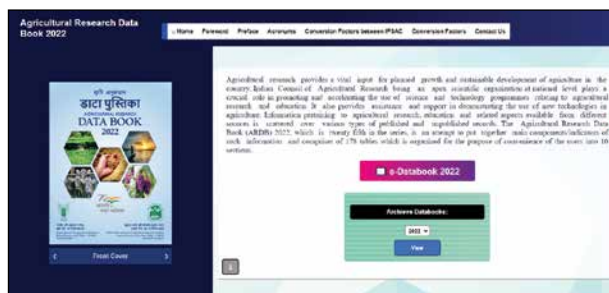 Agricultural Research Data
Book 2022
Home Foreword Preface Acronyms Conversion Factors between IPSAC Conversion Factors Contact Us
कृषि अनुसंधान
डाटा पुस्तिका
AGRICULTURAL RESEARCH
DATA BOOK
2022
Front Cover
Agricultural research provides a vital input for planned growth and sustainable development of agriculture in the
country. Indian Council of Agricultural Research being an apex scientific organization at national level plays a
crucial role in promoting and accelerating the use of science and technology programmes relating to agricultural
research and education. It also provides assistance and support in demonstrating the use of new technologies in
agriculture. Information pertaining to agricultural research, education and related aspects available from different
sources is scattered over various types of published and unpublished records. The Agricultural Research Data
Book (ARDB) 2022, which is twenty fifth in the series, is an attempt to put together main components/indicators of
such information and comprises of 178 tables which is organized for the purpose of convenience of the users into 10
sections.
e-Databook 2022
Archieve Databooks:
2022
View